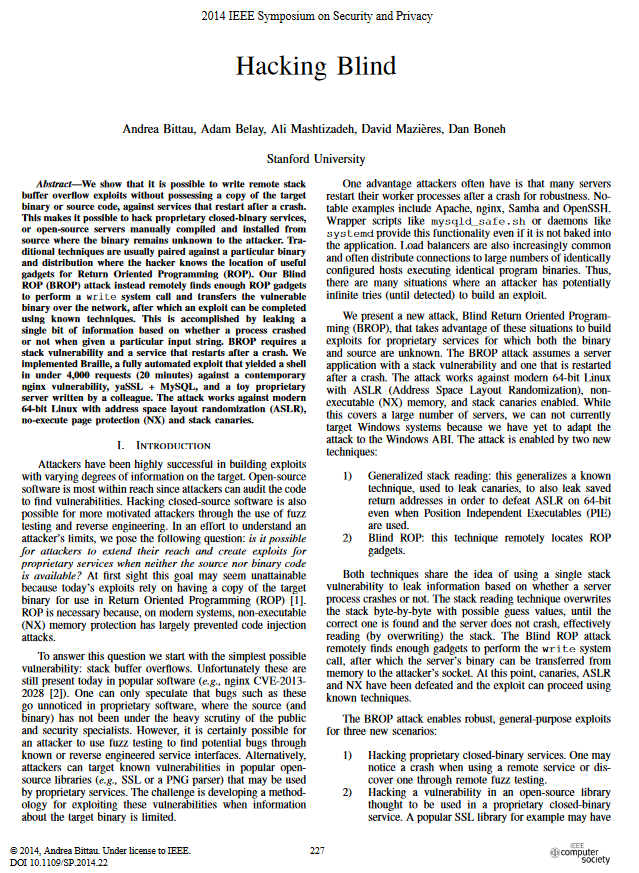 2014 IEEE Symposium on Security and Privacy
Hacking Blind
Andrea Bittau, Adam Belay, Ali Mashtizadeh, David Mazières, Dan Boneh
Stanford University
Abstract—We show that it is possible to write remote stack
buffer overflow exploits without possessing a copy of the target
binary or source code, against services that restart after a crash.
This makes it possible to hack proprietary closed-binary services,
or open-source servers manually compiled and installed from
source where the binary remains unknown to the attacker. Tra-
ditional techniques are usually paired against a particular binary
and distribution where the hacker knows the location of useful
gadgets for Return Oriented Programming (ROP). Our Blind
ROP (BROP) attack instead remotely finds enough ROP gadgets
to perform a write system call and transfers the vulnerable
binary over the network, after which an exploit can be completed
using known techniques. This is accomplished by leaking a
single bit of information based on whether a process crashed
or not when given a particular input string. BROP requires a
stack vulnerability and a service that restarts after a crash. We
implemented Braille, a fully automated exploit that yielded a shell
in under 4,000 requests (20 minutes) against a contemporary
nginx vulnerability, yaSSL + MySQL, and a toy proprietary
server written by a colleague. The attack works against modern
64-bit Linux with address space layout randomization (ASLR),
no-execute page protection (NX) and stack canaries.
I. INTRODUCTION
Attackers have been highly successful in building exploits
with varying degrees of information on the target. Open-source
software is most within reach since attackers can audit the code
to find vulnerabilities. Hacking closed-source software is also
possible for more motivated attackers through the use of fuzz
testing and reverse engineering. In an effort to understand an
attacker's limits, we pose the following question: is it possible
for attackers to extend their reach and create exploits for
proprietary services when neither the source nor binary code
is available? At first sight this goal may seem unattainable
because today's exploits rely on having a copy of the target
binary for use in Return Oriented Programming (ROP) [1].
ROP is necessary because, on modern systems, non-executable
(NX) memory protection has largely prevented code injection
attacks.
To answer this question we start with the simplest possible
vulnerability: stack buffer overflows. Unfortunately these are
still present today in popular software (e.g., nginx CVE-2013-
2028 [2]). One can only speculate that bugs such as these
go unnoticed in proprietary software, where the source (and
binary) has not been under the heavy scrutiny of the public
and security specialists. However, it is certainly possible for
an attacker to use fuzz testing to find potential bugs through
known or reverse engineered service interfaces. Alternatively,
attackers can target known vulnerabilities in popular open-
source libraries (e.g., SSL or a PNG parser) that may be used
by proprietary services. The challenge is developing a method-
ology for exploiting these vulnerabilities when information
about the target binary is limited.
One advantage attackers often have is that many servers
restart their worker processes after a crash for robustness. No-
table examples include Apache, nginx, Samba and OpenSSH.
Wrapper scripts like mysqld_safe.sh or daemons like
systemd provide this functionality even if it is not baked into
the application. Load balancers are also increasingly common
and often distribute connections to large numbers of identically
configured hosts executing identical program binaries. Thus,
there are many situations where an attacker has potentially
infinite tries (until detected) to build an exploit.
We present a new attack, Blind Return Oriented Program-
ming (BROP), that takes advantage of these situations to build
exploits for proprietary services for which both the binary
and source are unknown. The BROP attack assumes a server
application with a stack vulnerability and one that is restarted
after a crash. The attack works against modern 64-bit Linux
with ASLR (Address Space Layout Randomization), non-
executable (NX) memory, and stack canaries enabled. While
this covers a large number of servers, we can not currently
target Windows systems because we have yet to adapt the
attack to the Windows ABI. The attack is enabled by two new
techniques:
1) Generalized stack reading: this generalizes a known
technique, used to leak canaries, to also leak saved
return addresses in order to defeat ASLR on 64-bit
even when Position Independent Executables (PIE)
are used.
2) Blind ROP: this technique remotely locates ROP
gadgets.
Both techniques share the idea of using a single stack
vulnerability to leak information based on whether a server
process crashes or not. The stack reading technique overwrites
the stack byte-by-byte with possible guess values, until the
correct one is found and the server does not crash, effectively
reading (by overwriting) the stack. The Blind ROP attack
remotely finds enough gadgets to perform the write system
call, after which the server's binary can be transferred from
memory to the attacker's socket. At this point, canaries, ASLR
and NX have been defeated and the exploit can proceed using
known techniques.
The BROP attack enables robust, general-purpose exploits
for three new scenarios:
1) Hacking proprietary closed-binary services. One may
notice a crash when using a remote service or dis-
cover one through remote fuzz testing.
2) Hacking a vulnerability in an open-source library
thought to be used in a proprietary closed-binary
service. A popular SSL library for example may have
© 2014, Andrea Bittau. Under license to IEEE.
DOI 10.1109/SP.2014.22
227
IEEE
computer
society